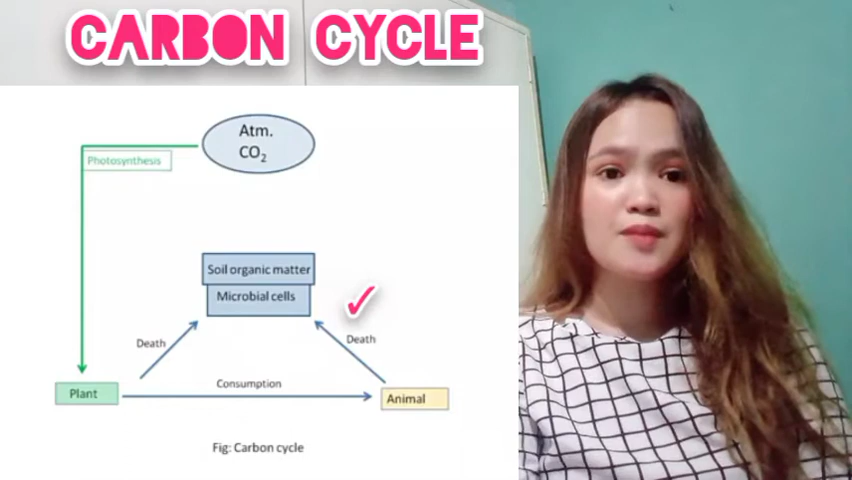 CARBON CYCLE
Atm.
CO₂
Photosynthesis
Soil organic matter
Microbial cells
Death
Death
Consumption
Plant
Animal
Fig: Carbon cycle